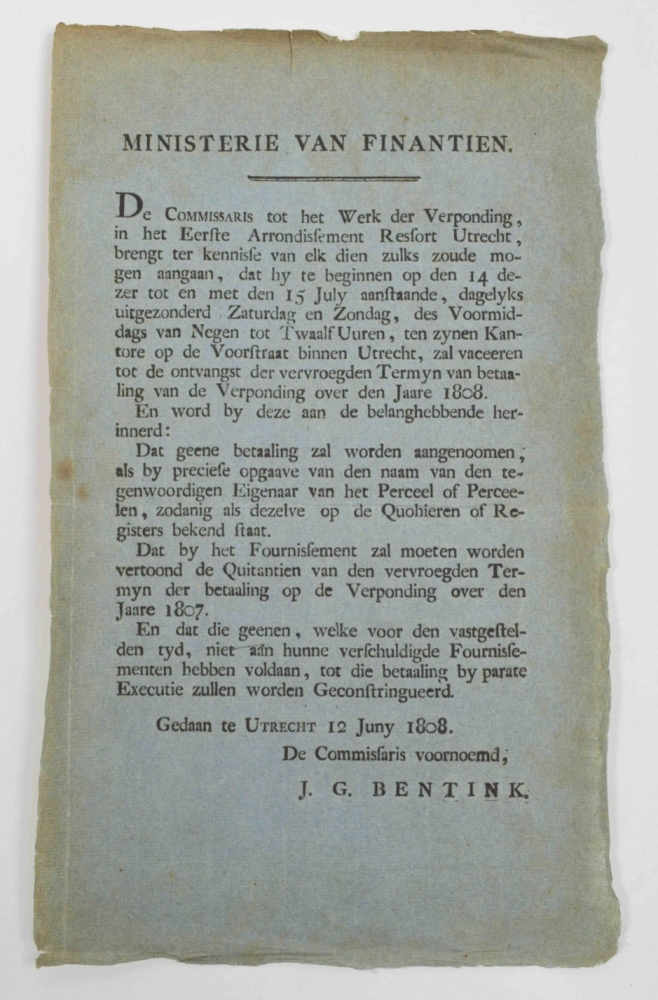 MINISTERIE VAN FINANTIEN.
De COMMISSARIS tot het Werk der Verponding,
in het Eerſte Arrondisſement Resſort Utrecht,
brengt ter kennisſe van elk dien zulks zoude mo-
gen aangaan, dat hy te beginnen op den 14 de-
zer tot en met den 15 July aanſtaande, dagelyks
uitgezonderd Zaturdag en Zondag, des Voormid-
dags van Negen tot Twaalf Uuren, ten zynen Kan-
tore op de Voorſtraat binnen Utrecht, zal vaceeren
tot de ontvangst der vervroegden Termyn van betaa-
ling van de Verponding over den Jaare 1808.
En word by deze aan de belanghebbende her-
innerd:
Dat geene betaaling zal worden aangenoomen,
als by precieſe opgaave van den naam van den te-
genwoordigen Eigenaar van het Perceel of Percee-
len, zodanig als dezelve op de Quohieren of Re-
gisters bekend ſtaat.
Dat by het Fournisſement zal moeten worden
vertoond de Quitantien van den vervroegden Ter-
myn der betaaling op de Verponding over den
Jaare 1807.
En dat die geenen, welke voor den vastgeſtel-
den tyd, niet aan hunne verſchuldigde Fournisſe-
menten hebben voldaan, tot die betaaling by parate
Executie zullen worden Geconſtringueerd.
Gedaan te UTRECHT 12 Juny 1808.
De Commisſaris voornoemd,
J. G. BENTINK.